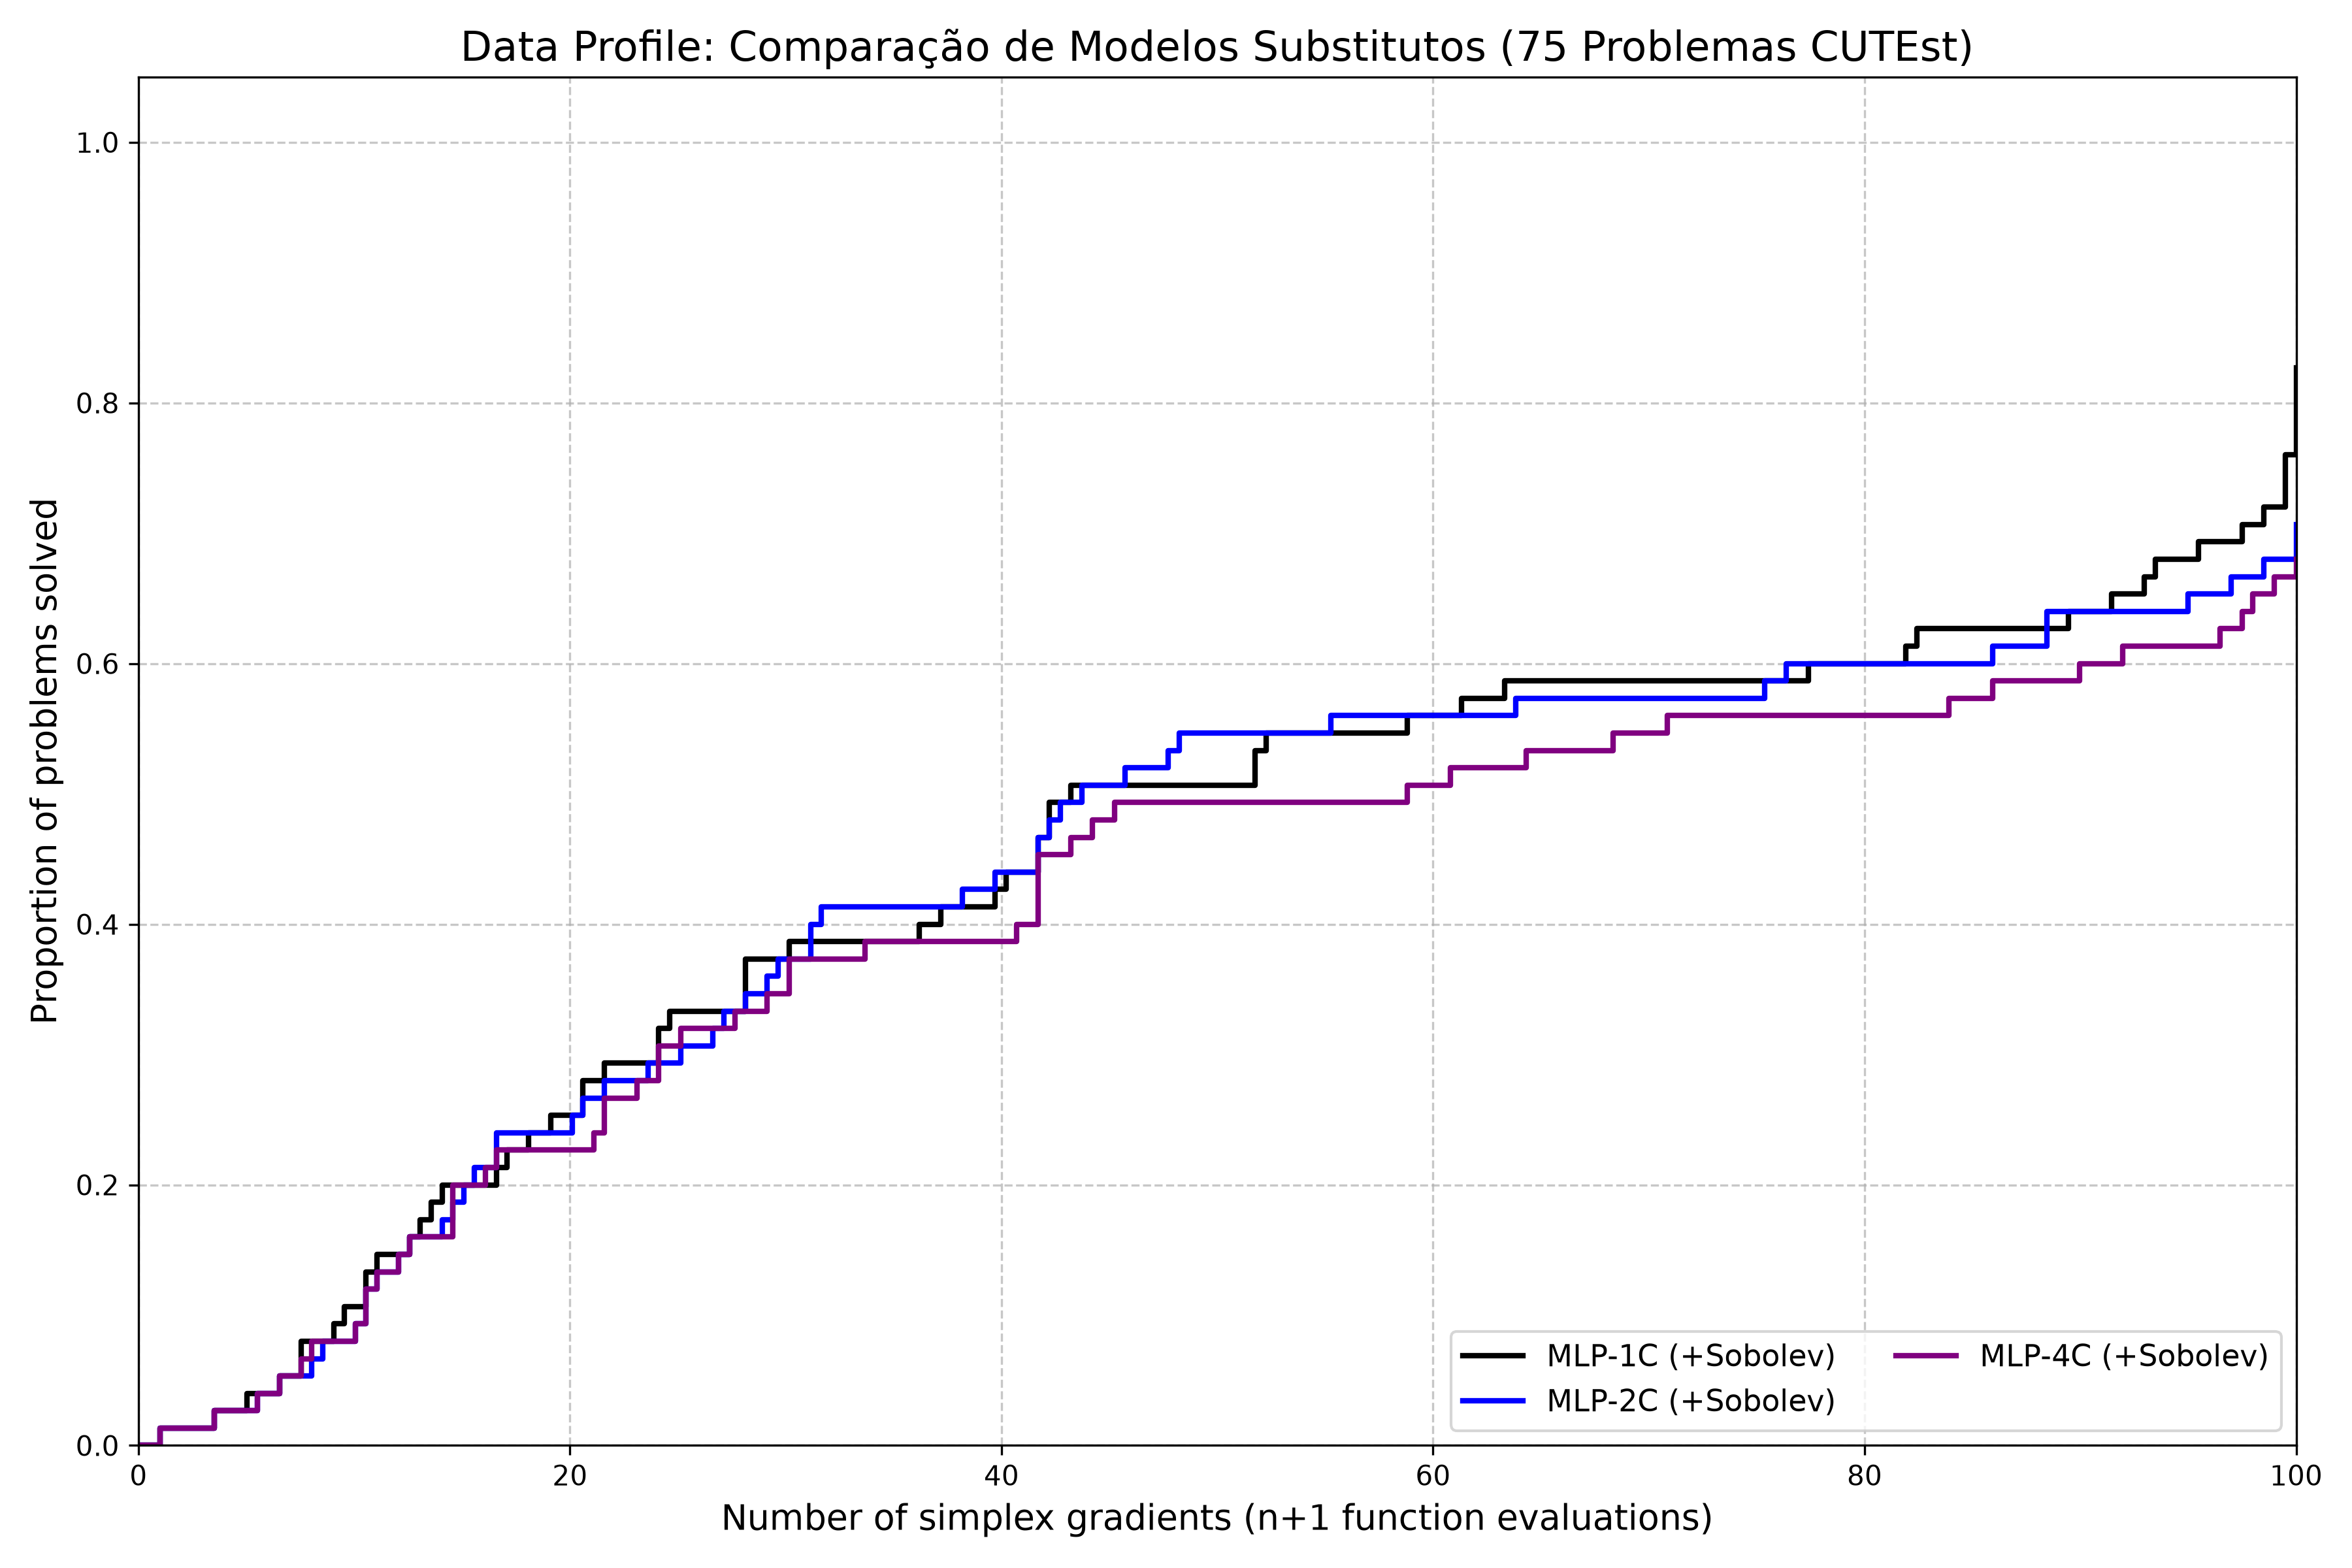 Data Profile: Comparação de Modelos Substitutos (75 Problemas CUTEst)
Proportion of problems solved
1.0
0.8
0.6
0.4
0.2
0.0
0
20
40
60
80
100
Number of simplex gradients (n+1 function evaluations)
MLP-1C (+Sobolev)
MLP-2C (+Sobolev)
MLP-4C (+Sobolev)